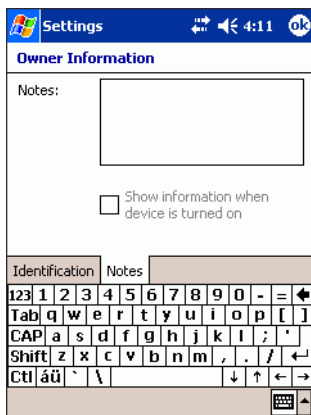 Settings 4:11 ok
Owner Information
Notes:
Show information when
device is turned on
Identification Notes
123 1 2 3 4 5 6 7 8 9 0 - =
Tab q w e r t y u i o p [ ]
CAP a s d f g h j k l ; '
Shift z x c v b n m , . /
Ctl áü ` \